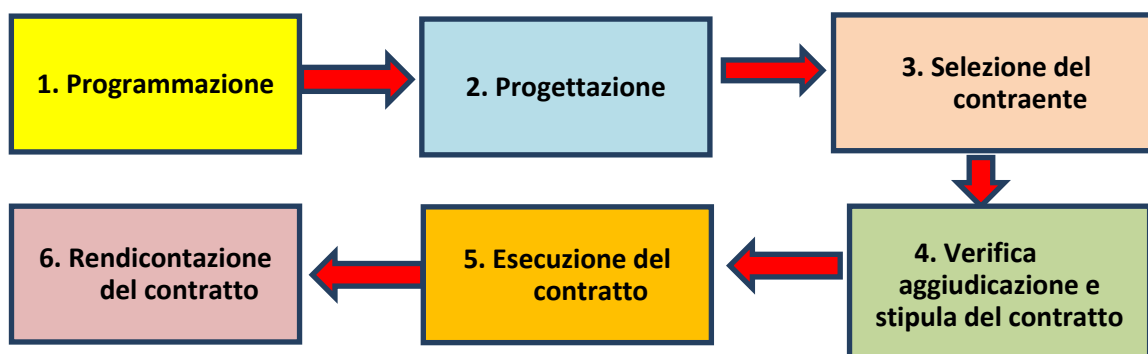 1. Programmazione
2. Progettazione
3. Selezione del
contraente
4. Verifica
aggiudicazione e
stipula del contratto
5. Esecuzione del
contratto
6. Rendicontazione
del contratto